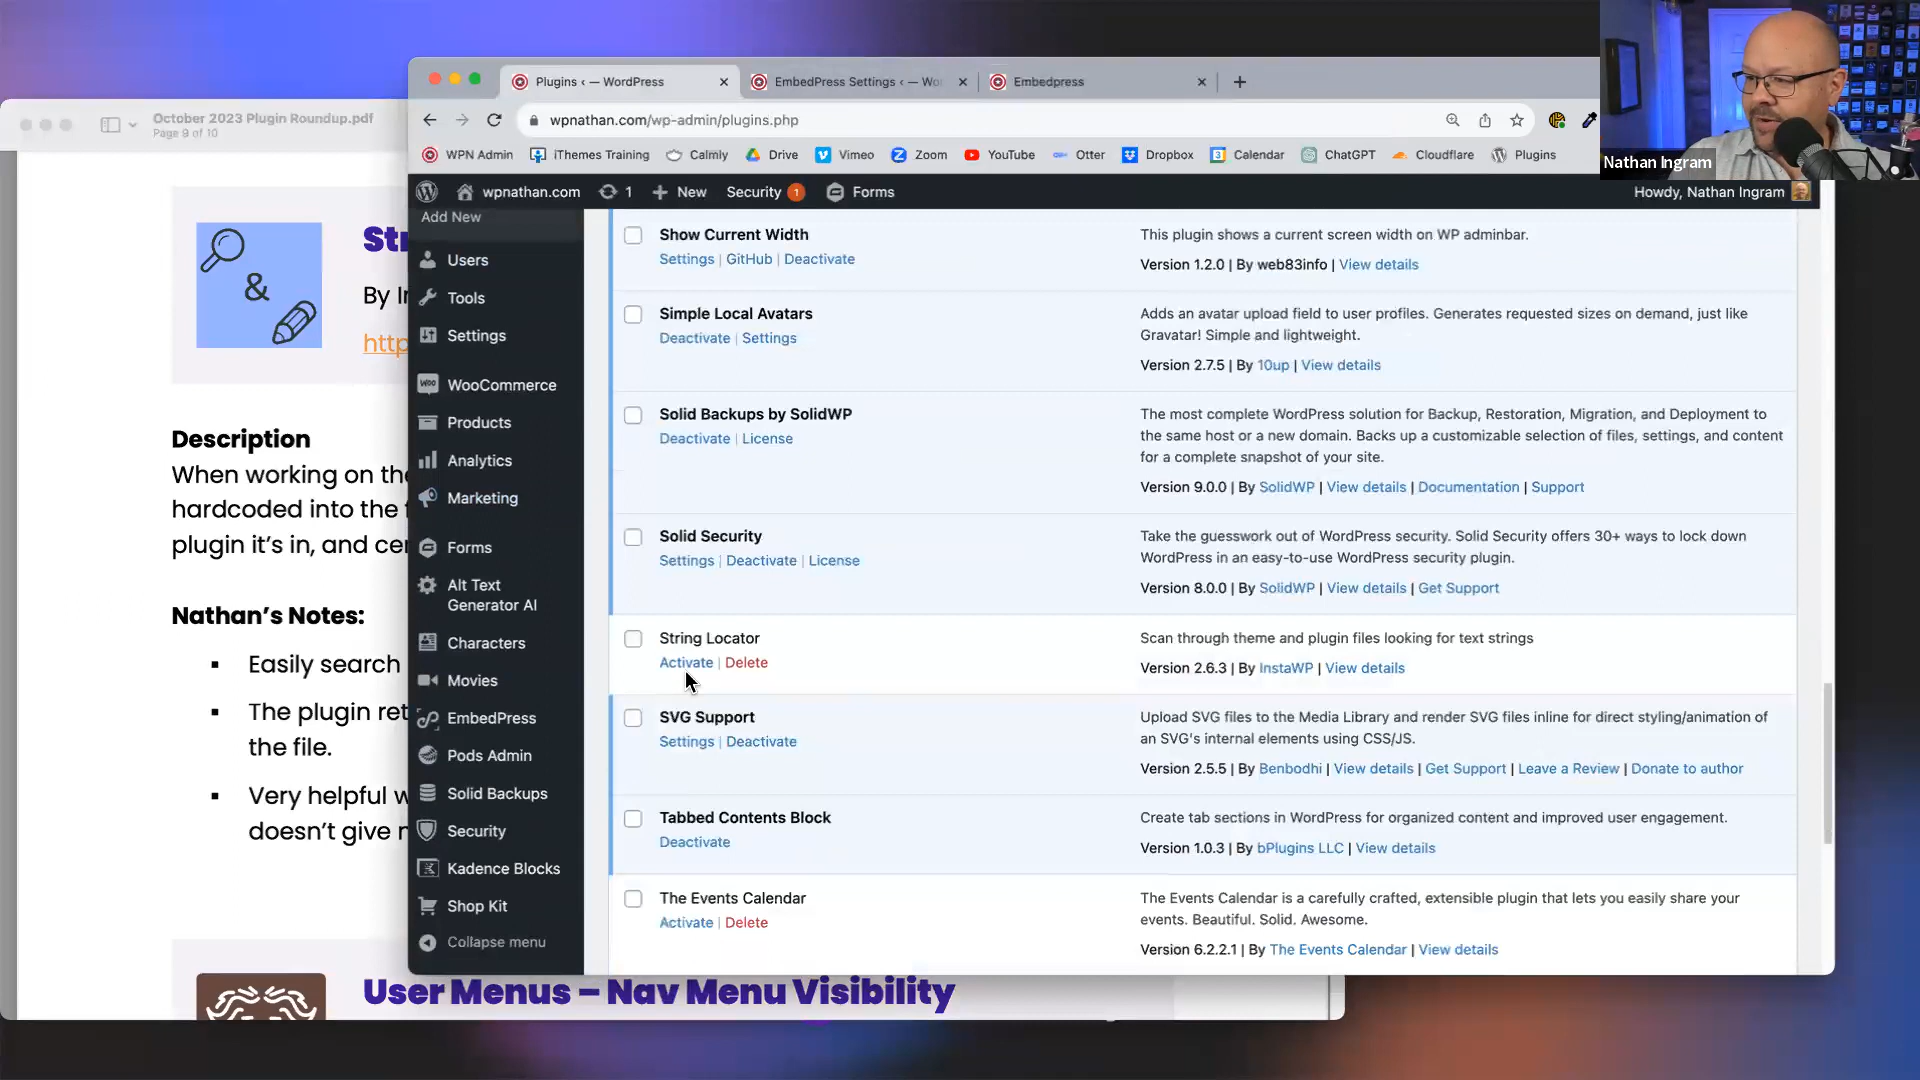 October 2023 Plugin Roundup.pdf
Page 9 of 10
By
http
Description
When working on the
hardcoded into the
plugin it's in, and
Nathan's Notes:
Easily search
The plugin
the file.
Very helpful
doesn't give
User Menus – Nav Menu Visibility
Plugins ‹ — WordPress
EmbedPress Settings ‹ — Wo
Embedpress
wpnathan.com/wp-admin/plugins.php
WPN Admin
iThemes Training
Calmly
Drive
Vimeo
Zoom
YouTube
Otter
Dropbox
Calendar
ChatGPT
Cloudflare
Plugins
Nathan Ingram
wpnathan.com
1
New
Security 1
Forms
Howdy, Nathan Ingram
Add New
Users
Tools
Settings
WooCommerce
Products
Analytics
Marketing
Forms
Alt Text
Generator AI
Characters
Movies
EmbedPress
Pods Admin
Solid Backups
Security
Kadence Blocks
Shop Kit
Collapse menu
Show Current Width
Settings | GitHub | Deactivate
This plugin shows a current screen width on WP adminbar.
Version 1.2.0 | By web83info | View details
Simple Local Avatars
Deactivate | Settings
Adds an avatar upload field to user profiles. Generates requested sizes on demand, just like
Gravatar! Simple and lightweight.
Version 2.7.5 | By 10up | View details
Solid Backups by SolidWP
Deactivate | License
The most complete WordPress solution for Backup, Restoration, Migration, and Deployment to
the same host or a new domain. Backs up a customizable selection of files, settings, and content
for a complete snapshot of your site.
Version 9.0.0 | By SolidWP | View details | Documentation | Support
Solid Security
Settings | Deactivate | License
Take the guesswork out of WordPress security. Solid Security offers 30+ ways to lock down
WordPress in an easy-to-use WordPress security plugin.
Version 8.0.0 | By SolidWP | View details | Get Support
String Locator
Activate | Delete
Scan through theme and plugin files looking for text strings
Version 2.6.3 | By InstaWP | View details
SVG Support
Settings | Deactivate
Upload SVG files to the Media Library and render SVG files inline for direct styling/animation of
an SVG's internal elements using CSS/JS.
Version 2.5.5 | By Benbodhi | View details | Get Support | Leave a Review | Donate to author
Tabbed Contents Block
Deactivate
Create tab sections in WordPress for organized content and improved user engagement.
Version 1.0.3 | By bPlugins LLC | View details
The Events Calendar
Activate | Delete
The Events Calendar is a carefully crafted, extensible plugin that lets you easily share your
events. Beautiful. Solid. Awesome.
Version 6.2.2.1 | By The Events Calendar | View details